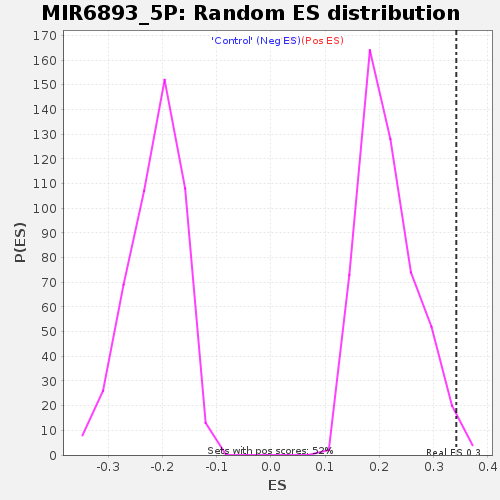 MIR6893_5P: Random ES distribution
'Control' (Neg ES)(Pos ES)
170
160
150
140
130
120
110
100
90
80
70
60
50
40
30
20
10
0
P(ES)
Sets with pos scores: 52%
Real ES 0.3
-0.3 -0.2 -0.1 0.0 0.1 0.2 0.3 0.4
ES